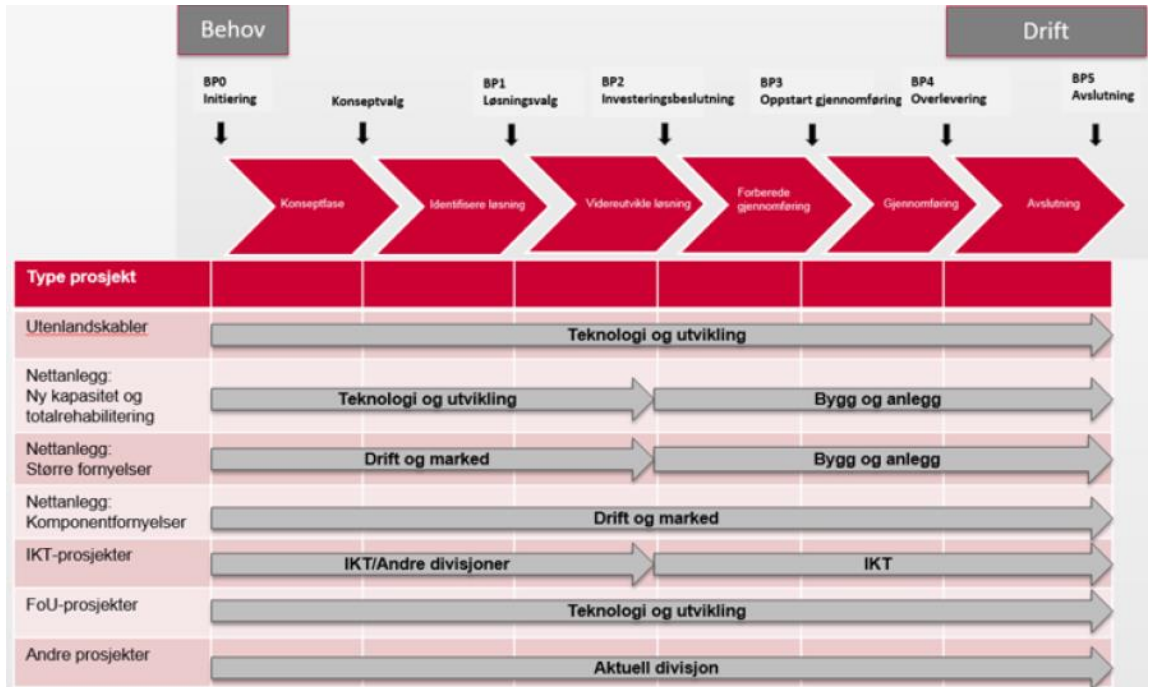 Behov
Drift
BP0
Initiering
Konseptvalg
BP1
Løsningsvalg
BP2
Investeringsbeslutning
BP3
Oppstart gjennomføring
BP4
Overlevering
BP5
Avslutning
Konseptfase
Identifisere løsning
Videreutvikle løsning
Forberede
gjennomføring
Gjennomføring
Avslutning
Type prosjekt
Utenlandskabler
Teknologi og utvikling
Nettanlegg:
Ny kapasitet og
totalrehabilitering
Teknologi og utvikling
Bygg og anlegg
Nettanlegg:
Større fornyelser
Drift og marked
Bygg og anlegg
Nettanlegg:
Komponentfornyelser
Drift og marked
IKT-prosjekter
IKT/Andre divisjoner
IKT
FoU-prosjekter
Teknologi og utvikling
Andre prosjekter
Aktuell divisjon